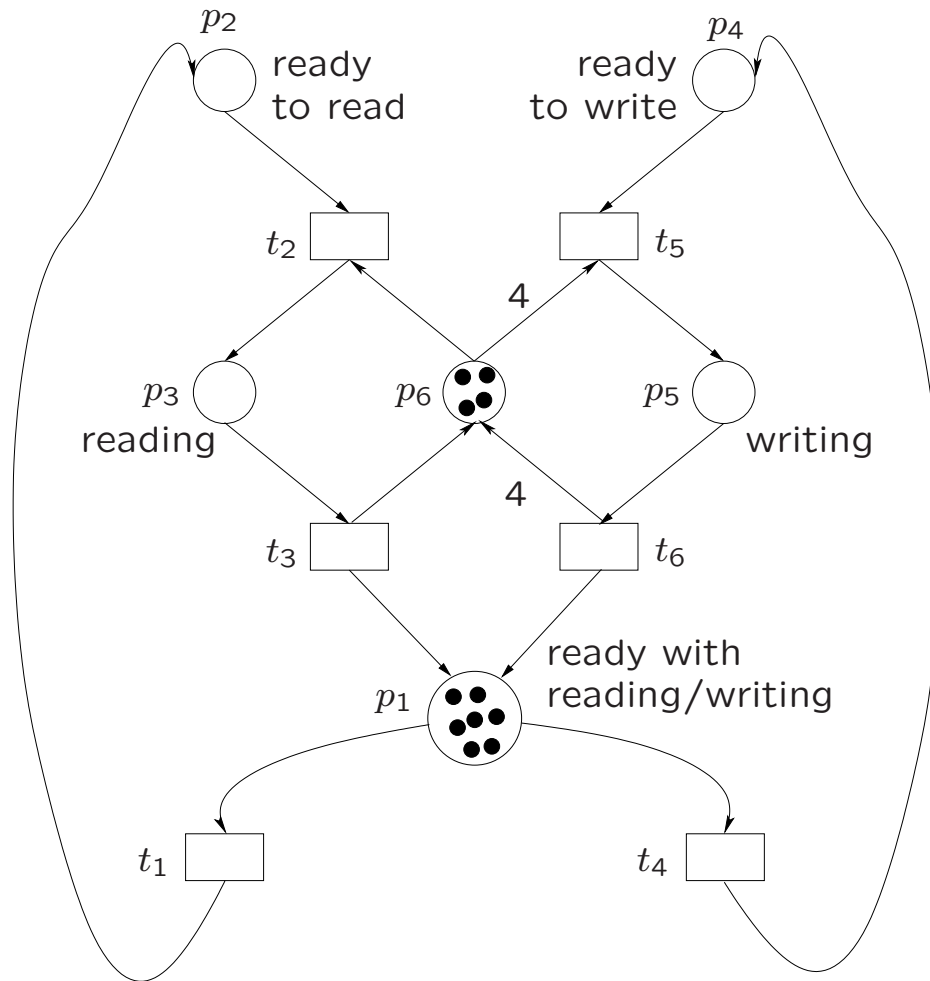 p2
p4
ready
to read
ready
to write
t2
t5
4
p3
p6
p5
reading
writing
4
t3
t6
ready with
reading/writing
p1
t1
t4